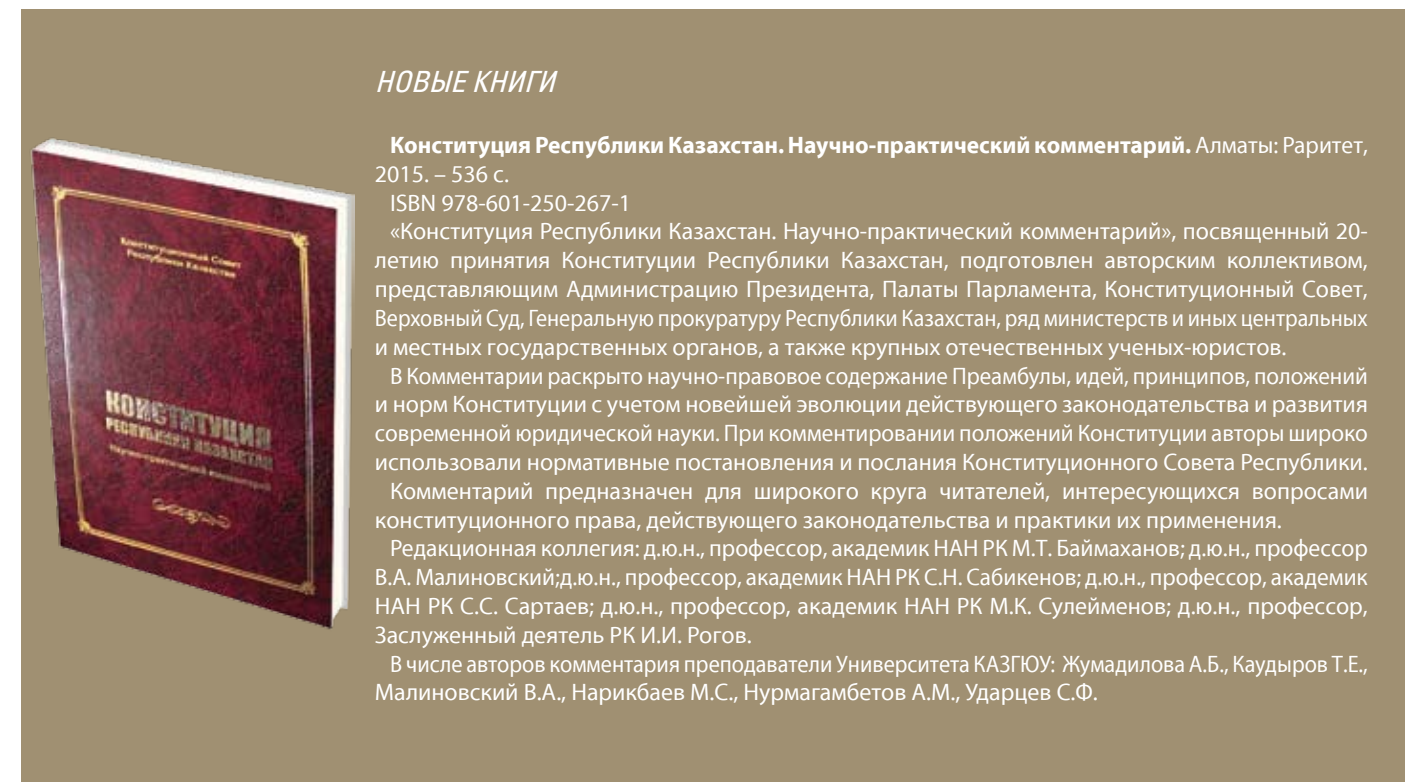 НОВЫЕ КНИГИ
Конституция Республики Казахстан. Научно-практический комментарий. Алматы: Раритет,
2015. – 536 с.
ISBN 978-601-250-267-1
«Конституция Республики Казахстан. Научно-практический комментарий», посвященный 20-
летию принятия Конституции Республики Казахстан, подготовлен авторским коллективом,
представляющим Администрацию Президента, Палаты Парламента, Конституционный Совет,
Верховный Суд, Генеральную прокуратуру Республики Казахстан, ряд министерств и иных центральных
и местных государственных органов, а также крупных отечественных ученых-юристов.
В Комментарии раскрыто научно-правовое содержание Преамбулы, идей, принципов, положений
и норм Конституции с учетом новейшей эволюции действующего законодательства и развития
современной юридической науки. При комментировании положений Конституции авторы широко
использовали нормативные постановления и послания Конституционного Совета Республики.
Комментарий предназначен для широкого круга читателей, интересующихся вопросами
конституционного права, действующего законодательства и практики их применения.
Редакционная коллегия: д.ю.н., профессор, академик НАН РК М.Т. Баймаханов; д.ю.н., профессор
В.А. Малиновский;д.ю.н., профессор, академик НАН РК С.Н. Сабикенов; д.ю.н., профессор, академик
НАН РК С.С. Сартаев; д.ю.н., профессор, академик НАН РК М.К. Сулейменов; д.ю.н., профессор,
Заслуженный деятель РК И.И. Рогов.
В числе авторов комментария преподаватели Университета КАЗГЮУ: Жумадилова А.Б., Каудыров Т.Е.,
Малиновский В.А., Нарикбаев М.С., Нурмагамбетов А.М., Ударцев С.Ф.
Конституционный Совет
Республики Казахстан
КОНСТИТУЦИЯ
РЕСПУБЛИКИ КАЗАХСТАН
Научно-практический комментарий